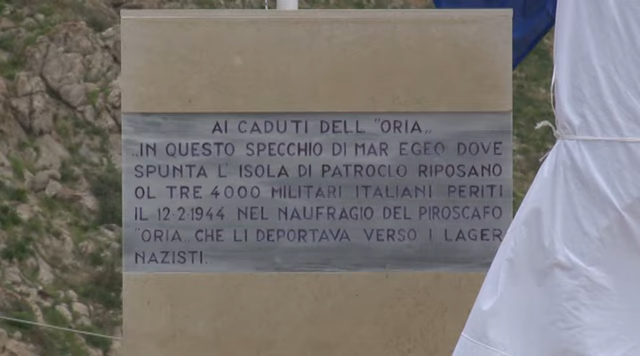 AI CADUTI DELL "ORIA„
„IN QUESTO SPECCHIO DI MAR EGEO DOVE
SPUNTA L' ISOLA DI PATROCLO RIPOSANO
OL TRE 4000 MILITARI ITALIANI PERITI
IL 12·2·1944 NEL NAUFRAGIO DEL PIROSCAFO
"ORIA„ CHE LI DEPORTAVA VERSO I LAGER
NAZISTI.